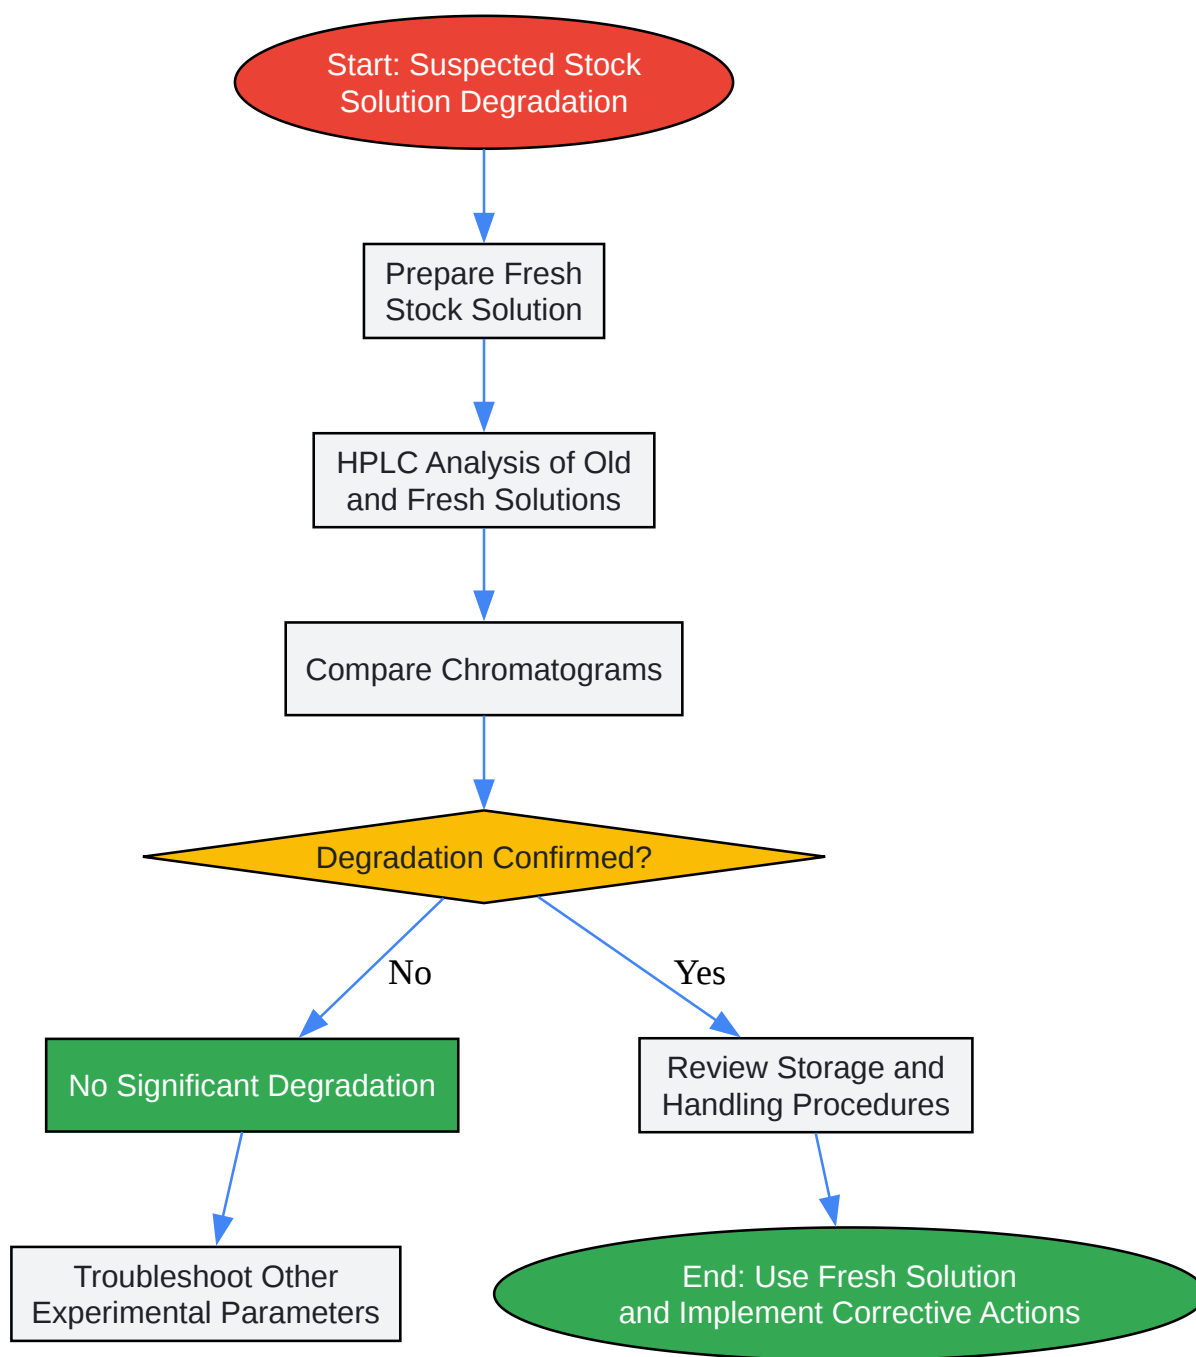 Start: Suspected Stock
Solution Degradation
Prepare Fresh
Stock Solution
HPLC Analysis of Old
and Fresh Solutions
Compare Chromatograms
Degradation Confirmed?
No
Yes
No Significant Degradation
Review Storage and
Handling Procedures
Troubleshoot Other
Experimental Parameters
End: Use Fresh Solution
and Implement Corrective Actions